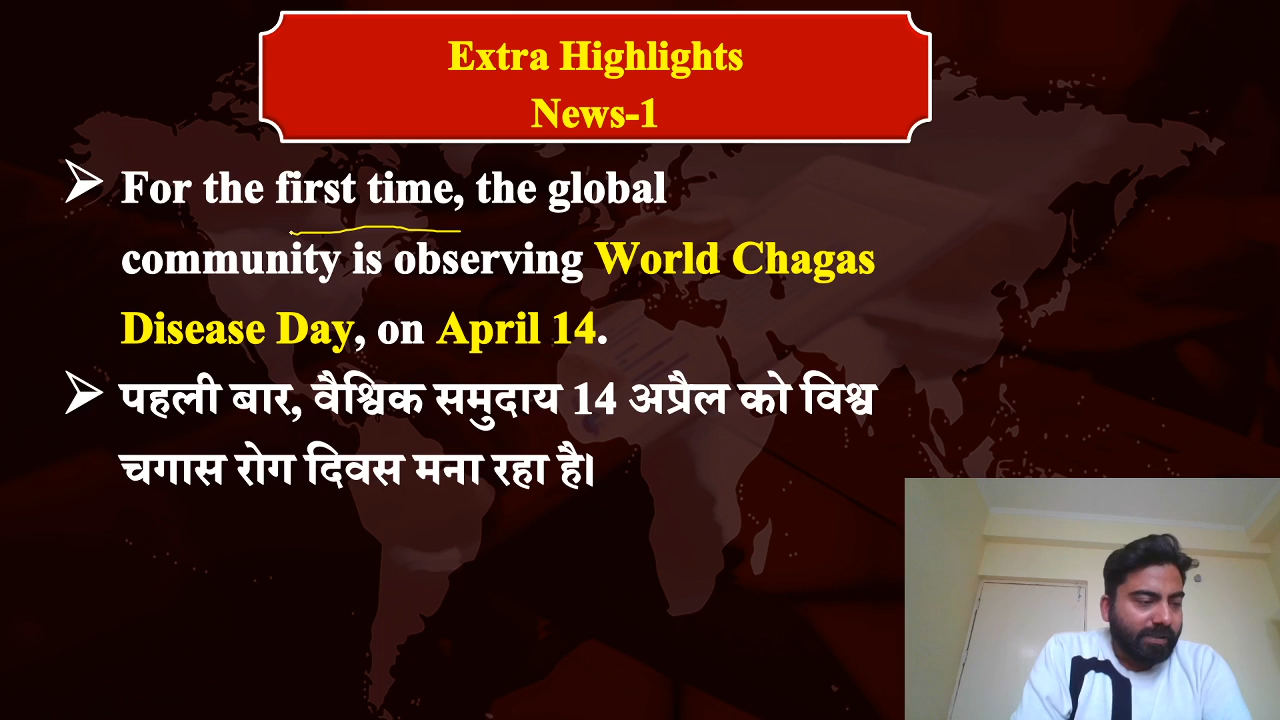 Extra Highlights
News-1
For the first time, the global
community is observing World Chagas
Disease Day, on April 14.
पहली बार, वैश्विक समुदाय 14 अप्रैल को विश्व
चगास रोग दिवस मना रहा है।